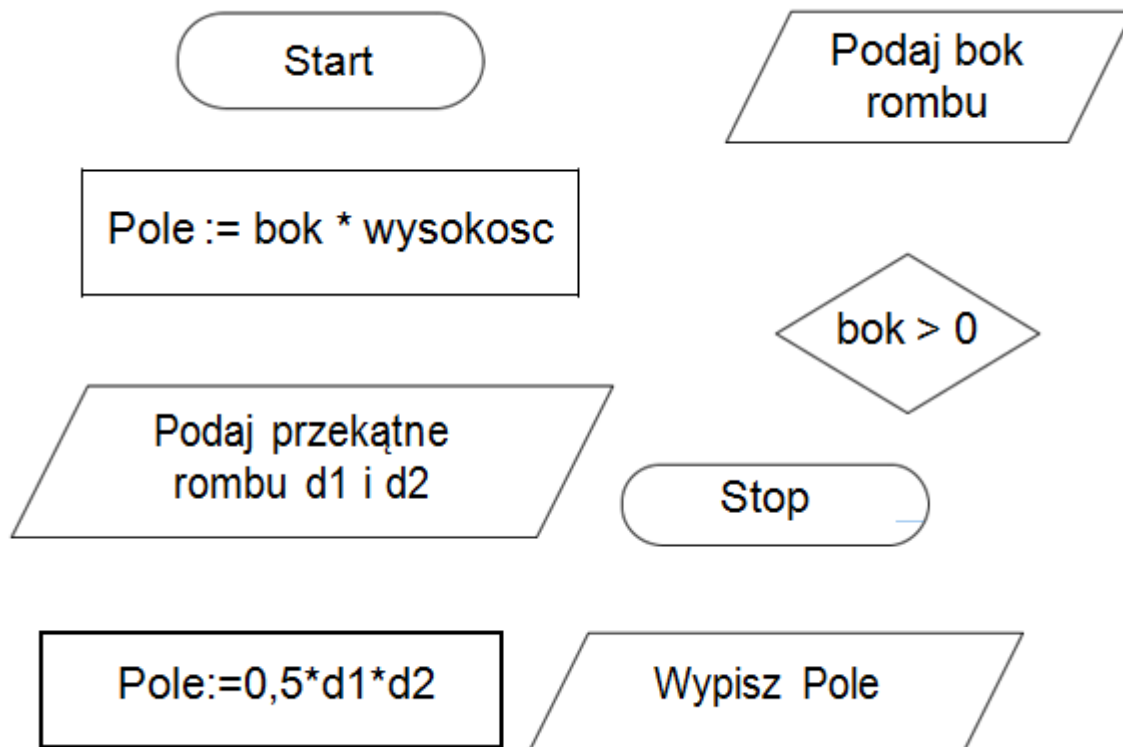 Start
Podaj bok
rombu
Pole := bok * wysokosc
bok > 0
Podaj przekątne
rombu d1 i d2
Stop
Pole:=0,5*d1*d2
Wypisz Pole